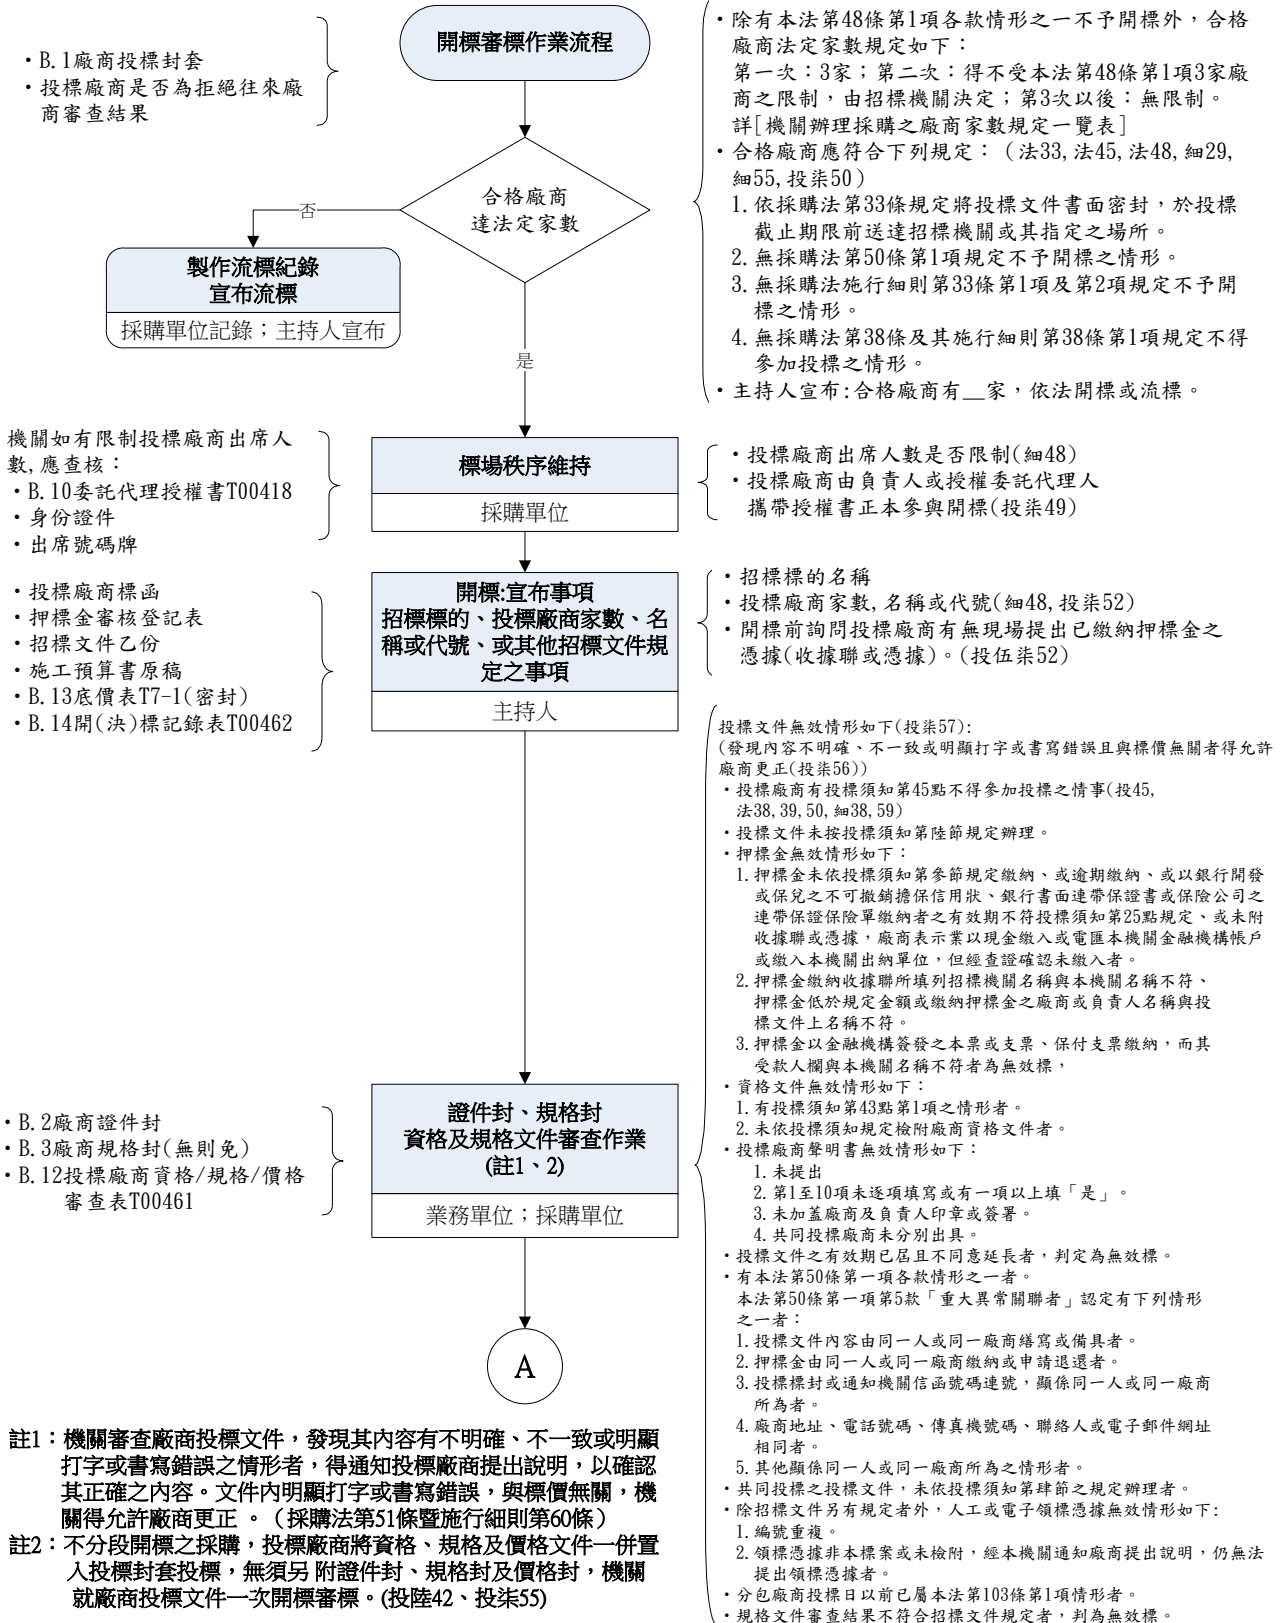 開標審標作業流程
・B.1廠商投標封套
・投標廠商是否為拒絕往來廠
商審查結果
・除有本法第48條第1項各款情形之一不予開標外，合格
廠商法定家數規定如下：
第一次：3家；第二次：得不受本法第48條第1項3家廠
商之限制，由招標機關決定；第3次以後：無限制。
詳[機關辦理採購之廠商家數規定一覽表]
・合格廠商應符合下列規定：（法33,法45,法48,細29,
細55,投柒50）
1.依採購法第33條規定將投標文件書面密封，於投標
截止期限前送達招標機關或其指定之場所。
2.無採購法第50條第1項規定不予開標之情形。
3.無採購法施行細則第33條第1項及第2項規定不予開
標之情形。
4.無採購法第38條及其施行細則第38條第1項規定不得
參加投標之情形。
・主持人宣布:合格廠商有__家，依法開標或流標。
合格廠商
達法定家數
否
製作流標紀錄
宣布流標
採購單位記錄；主持人宣布
是
機關如有限制投標廠商出席人
數,應查核：
・B.10委託代理授權書T00418
・身份證件
・出席號碼牌
標場秩序維持
採購單位
・投標廠商出席人數是否限制(細48)
・投標廠商由負責人或授權委託代理人
攜帶授權書正本參與開標(投柒49)
・投標廠商標函
・押標金審核登記表
・招標文件乙份
・施工預算書原稿
・B.13底價表T7-1(密封)
・B.14開(決)標記錄表T00462
開標:宣布事項
招標標的、投標廠商家數、名
稱或代號、或其他招標文件規
定之事項
主持人
・招標標的名稱
・投標廠商家數,名稱或代號(細48,投柒52)
・開標前詢問投標廠商有無現場提出已繳納押標金之
憑據(收據聯或憑據)。(投伍柒52)
・B.2廠商證件封
・B.3廠商規格封(無則免)
・B.12投標廠商資格/規格/價格
審查表T00461
證件封、規格封
資格及規格文件審查作業
(註1、2)
業務單位；採購單位
A
投標文件無效情形如下(投柒57):
(發現內容不明確、不一致或明顯打字或書寫錯誤且與標價無關者得允許
廠商更正(投柒56))
・投標廠商有投標須知第45點不得參加投標之情事(投45,
法38,39,50,細38,59)
・投標文件未按投標須知第陸節規定辦理。
・押標金無效情形如下：
1.押標金未依投標須知第參節規定繳納、或逾期繳納、或以銀行開發
或保兌之不可撤銷擔保信用狀、銀行書面連帶保證書或保險公司之
連帶保證保險單繳納者之有效期不符投標須知第25點規定、或未附
收據聯或憑據，廠商表示業以現金繳入或電匯本機關金融機構帳戶
或繳入本機關出納單位，但經查證確認未繳入者。
2.押標金繳納收據聯所填列招標機關名稱與本機關名稱不符、
押標金低於規定金額或繳納押標金之廠商或負責人名稱與投
標文件上名稱不符。
3.押標金以金融機構簽發之本票或支票、保付支票繳納，而其
受款人欄與本機關名稱不符者為無效標，
・資格文件無效情形如下：
1.有投標須知第43點第1項之情形者。
2.未依投標須知規定檢附廠商資格文件者。
・投標廠商聲明書無效情形如下：
1.未提出
2.第1至10項未逐項填寫或有一項以上填「是」。
3.未加蓋廠商及負責人印章或簽署。
4.共同投標廠商未分別出具。
・投標文件之有效期已屆且不同意延長者，判定為無效標。
・有本法第50條第一項各款情形之一者。
本法第50條第一項第5款「重大異常關聯者」認定有下列情形
之一者：
1.投標文件內容由同一人或同一廠商繕寫或備具者。
2.押標金由同一人或同一廠商繳納或申請退還者。
3.投標標封或通知機關信函號碼連號，顯係同一人或同一廠商
所為者。
4.廠商地址、電話號碼、傳真機號碼、聯絡人或電子郵件網址
相同者。
5.其他顯係同一人或同一廠商所為之情形者。
・共同投標之投標文件，未依投標須知第肆節之規定辦理者。
・除招標文件另有規定者外，人工或電子領標憑據無效情形如下:
1.編號重複。
2.領標憑據非本標案或未檢附，經本機關通知廠商提出說明，仍無法
提出領標憑據者。
・分包廠商投標日以前已屬本法第103條第1項情形者。
・規格文件審查結果不符合招標文件規定者，判為無效標。
註1：機關審查廠商投標文件，發現其內容有不明確、不一致或明顯
打字或書寫錯誤之情形者，得通知投標廠商提出說明，以確認
其正確之內容。文件內明顯打字或書寫錯誤，與標價無關，機
關得允許廠商更正 。（採購法第51條暨施行細則第60條）
註2：不分段開標之採購，投標廠商將資格、規格及價格文件一併置
入投標封套投標，無須另 附證件封、規格封及價格封，機關
就廠商投標文件一次開標審標。(投陸42、投柒55)